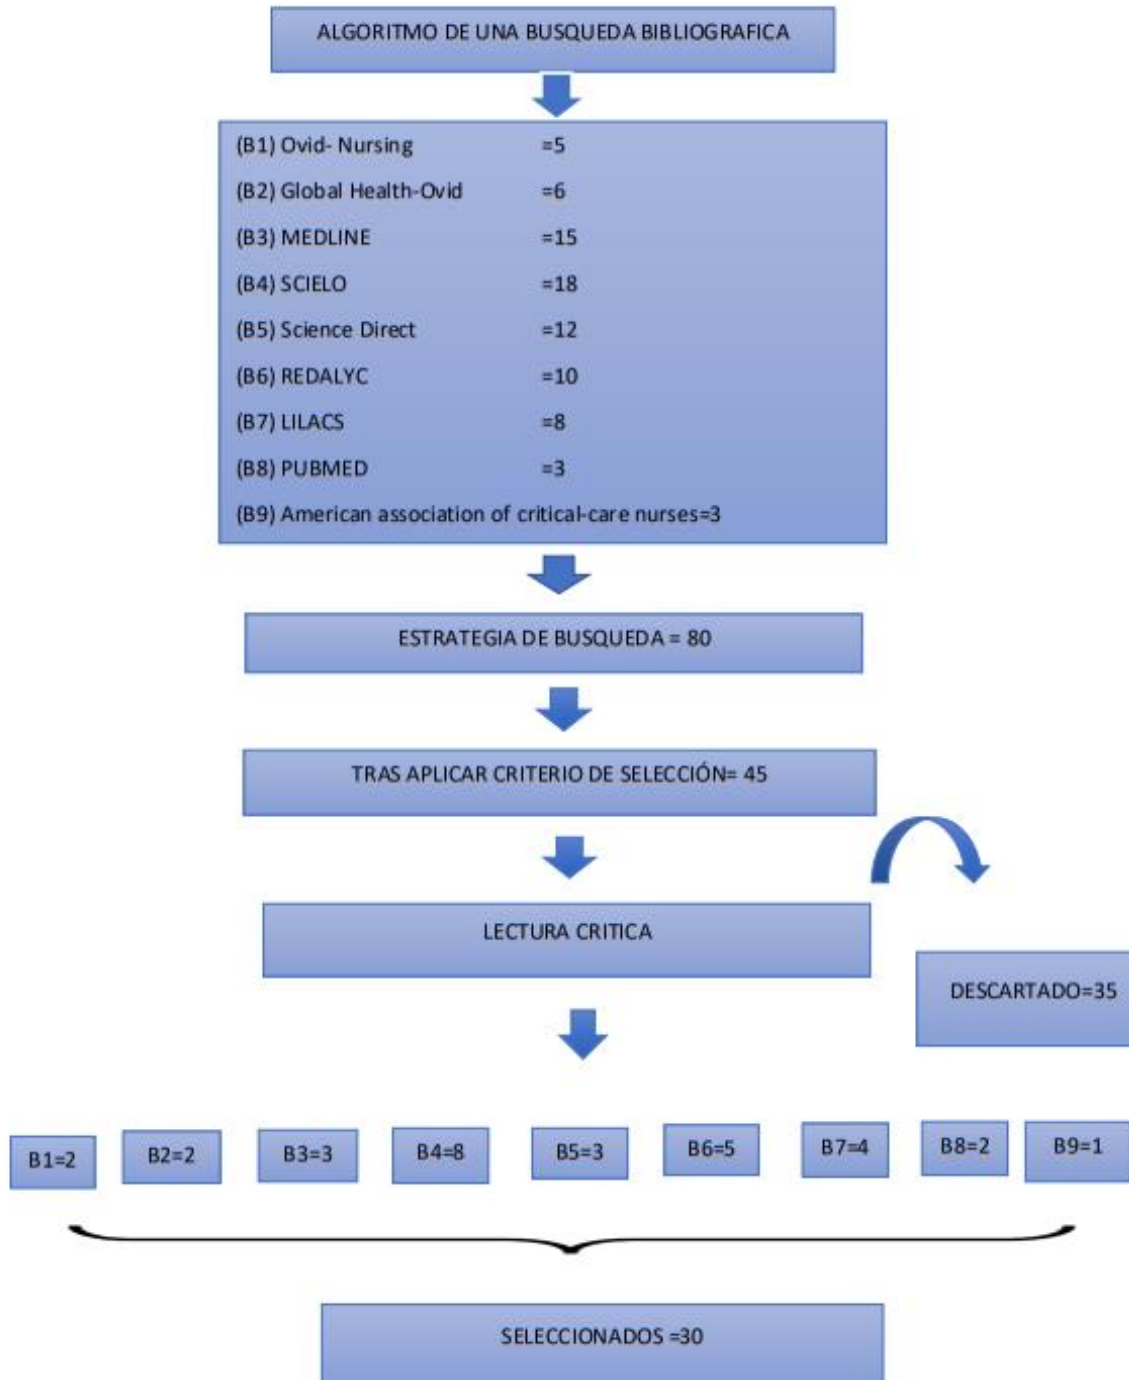 ALGORITMO DE UNA BUSQUEDA BIBLIOGRAFICA
(B1) Ovid- Nursing =5
(B2) Global Health-Ovid =6
(B3) MEDLINE =15
(B4) SCIELO =18
(B5) Science Direct =12
(B6) REDALYC =10
(B7) LILACS =8
(B8) PUBMED =3
(B9) American association of critical-care nurses=3
ESTRATEGIA DE BUSQUEDA = 80
TRAS APLICAR CRITERIO DE SELECCIÓN= 45
LECTURA CRITICA
DESCARTADO=35
B1=2 B2=2 B3=3 B4=8 B5=3 B6=5 B7=4 B8=2 B9=1
SELECCIONADOS =30